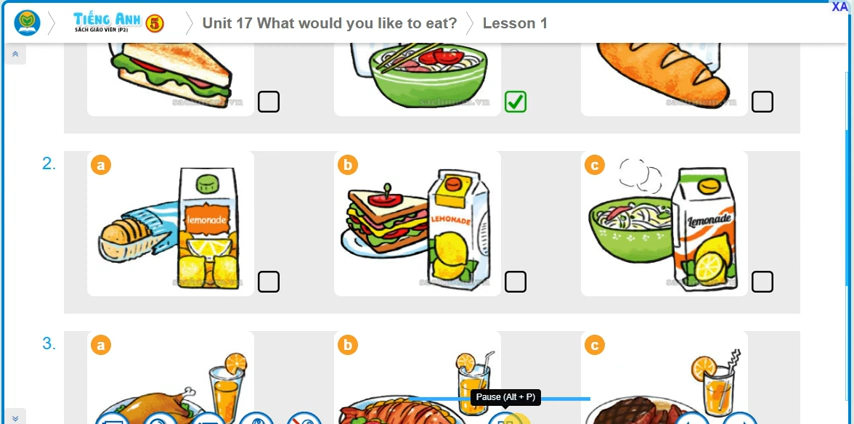 XA
TIẾNG ANH 5
SÁCH GIÁO VIÊN (P2)
Unit 17 What would you like to eat?
Lesson 1
2.
a
b
c
lemonade
LEMONADE
Lemonade
3.
a
b
c
Pause (Alt + P)